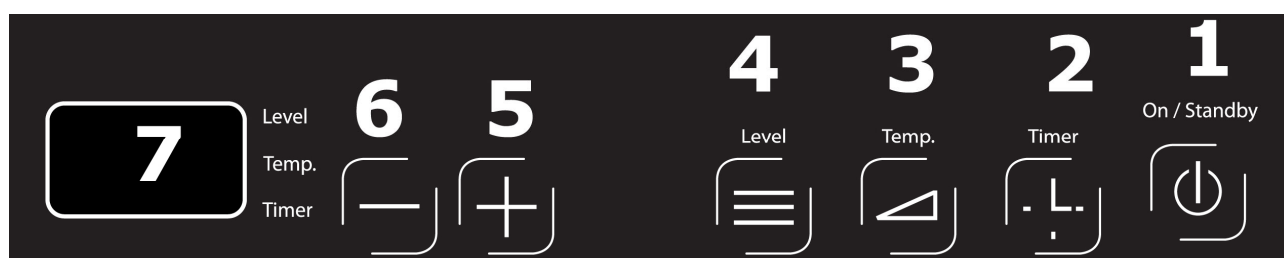 7
Level
Temp.
Timer
6
5
4
Level
3
Temp.
2
Timer
1
On / Standby